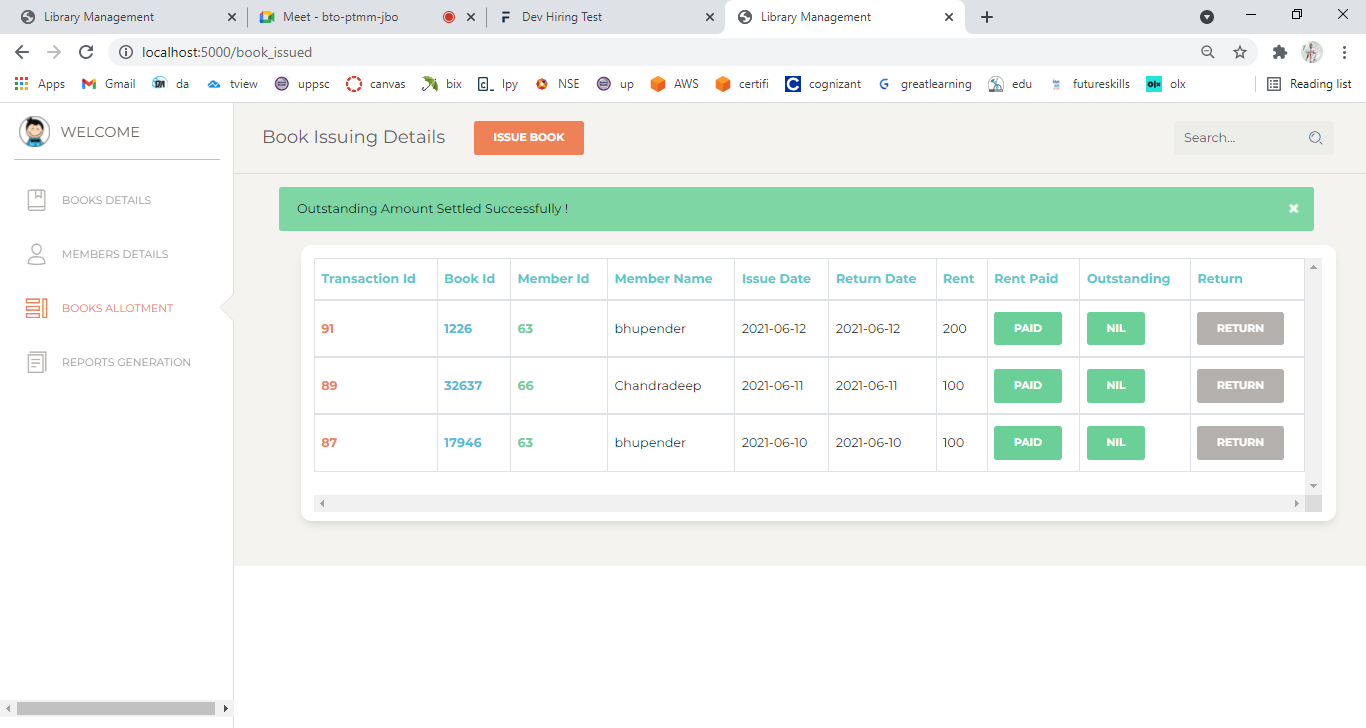 Library Management
Meet - bto-ptmm-jbo
Dev Hiring Test
Library Management
localhost:5000/book_issued
Apps Gmail da tview uppsc canvas bix lpy NSE up AWS certifi cognizant greatlearning edu futureskills olx Reading list
WELCOME
BOOKS DETAILS
MEMBERS DETAILS
BOOKS ALLOTMENT
REPORTS GENERATION
Book Issuing Details ISSUE BOOK Search...
Outstanding Amount Settled Successfully !
Transaction Id Book Id Member Id Member Name Issue Date Return Date Rent Rent Paid Outstanding Return
91 1226 63 bhupender 2021-06-12 2021-06-12 200 PAID NIL RETURN
89 32637 66 Chandradeep 2021-06-11 2021-06-11 100 PAID NIL RETURN
87 17946 63 bhupender 2021-06-10 2021-06-10 100 PAID NIL RETURN